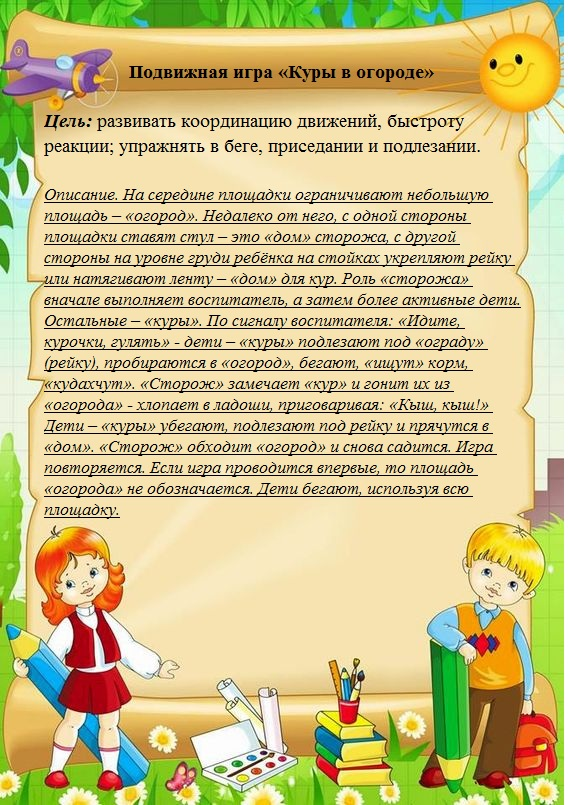 Подвижная игра «Куры в огороде»
Цель: развивать координацию движений, быстроту
реакции; упражнять в беге, приседании и подлезании.
Описание. На середине площадки ограничивают небольшую
площадь – «огород». Недалеко от него, с одной стороны
площадки ставят стул – это «дом» сторожа, с другой
стороны на уровне груди ребёнка на стойках укрепляют рейку
или натягивают ленту – «дом» для кур. Роль «сторожа»
вначале выполняет воспитатель, а затем более активные дети.
Остальные – «куры». По сигналу воспитателя: «Идите,
курочки, гулять» - дети – «куры» подлезают под «ограду»
(рейку), пробираются в «огород», бегают, «ищут» корм,
«кудахчут». «Сторож» замечает «кур» и гонит их из
«огорода» - хлопает в ладоши, приговаривая: «Кыш, кыш!»
Дети – «куры» убегают, подлезают под рейку и прячутся в
«дом». «Сторож» обходит «огород» и снова садится. Игра
повторяется. Если игра проводится впервые, то площадь
«огорода» не обозначается. Дети бегают, используя всю
площадку.